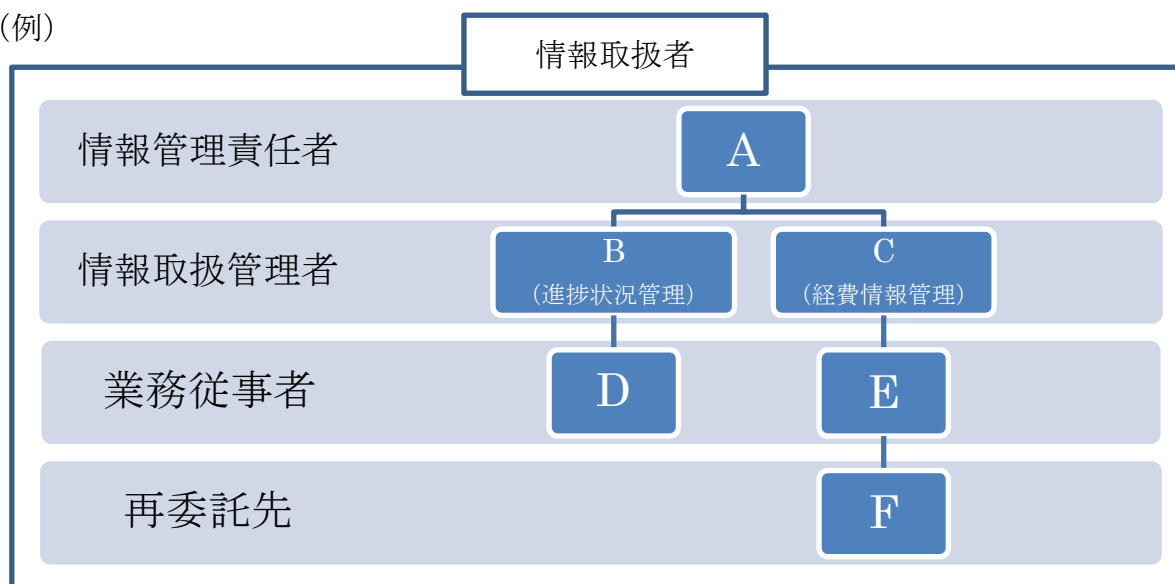 (例)
情報取扱者
情報管理責任者
A
情報取扱管理者
B
(進捗状況管理)
C
(経費情報管理)
業務従事者
D
E
再委託先
F